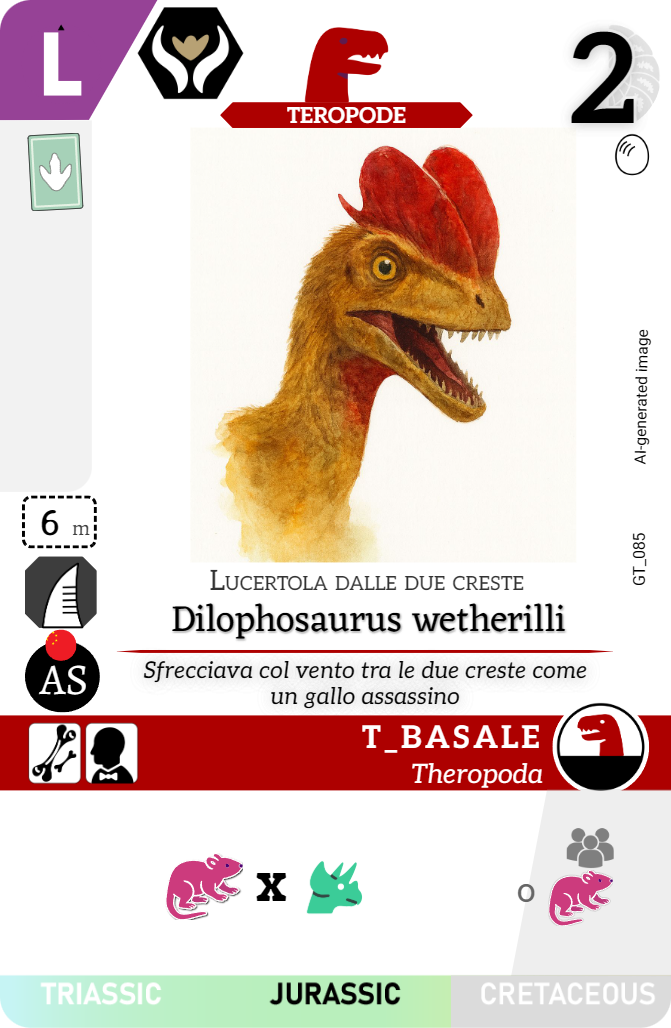 L
2
TEROPODE
AI-generated image
GT_085
6 m
LUCERTOLA DALLE DUE CRESTE
Dilophosaurus wetherilli
AS
Sfrecciava col vento tra le due creste come
un gallo assassino
T_BASALE
Theropoda
x
o
TRIASSIC JURASSIC CRETACEOUS